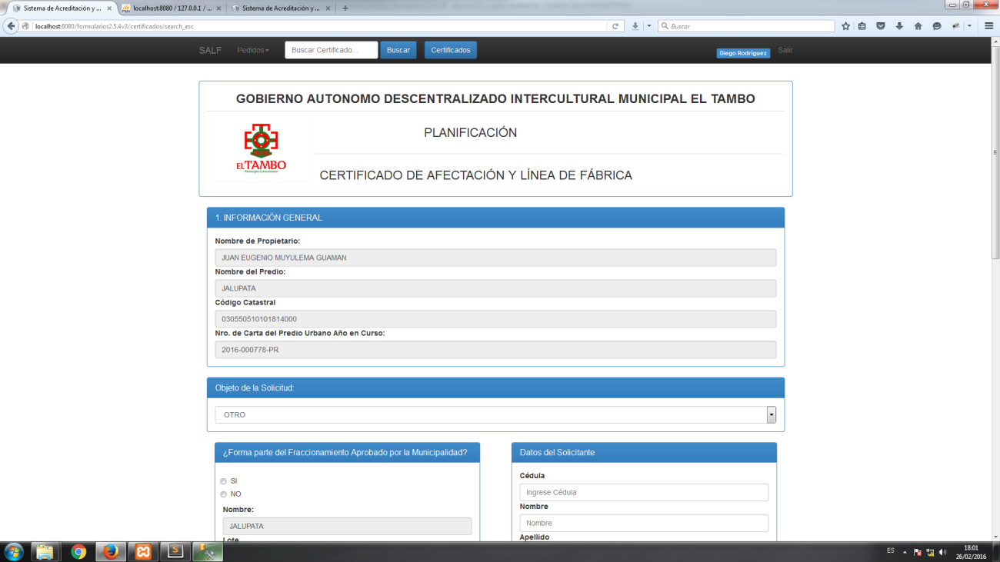 Sistema de Acreditación y ... × localhost:8080 / 127.0.0.1 / ... × Sistema de Acreditación y ... × +
localhost:8080/formularios2.5.4v3/certificados/search_esc
Buscar
SALF Pedidos Buscar Certificado... Buscar Certificados Diego Rodríguez Salir
GOBIERNO AUTONOMO DESCENTRALIZADO INTERCULTURAL MUNICIPAL EL TAMBO
PLANIFICACIÓN
EL TAMBO
Municipio Comunitario
CERTIFICADO DE AFECTACIÓN Y LÍNEA DE FÁBRICA
1. INFORMACIÓN GENERAL
Nombre de Propietario:
JUAN EUGENIO MUYULEMA GUAMAN
Nombre del Predio:
JALUPATA
Código Catastral
030550510101814000
Nro. de Carta del Predio Urbano Año en Curso:
2016-000778-PR
Objeto de la Solicitud:
OTRO
¿Forma parte del Fraccionamiento Aprobado por la Municipalidad?
SI
NO
Nombre:
JALUPATA
Lote
Datos del Solicitante
Cédula
Ingrese Cédula
Nombre
Nombre
Apellido
ES
18:01
26/02/2016